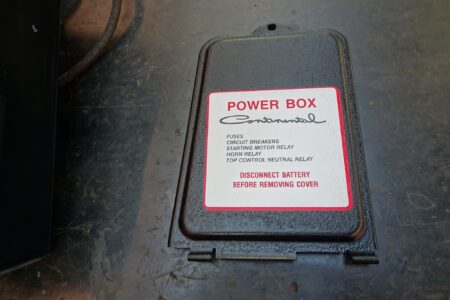 POWER BOX
Continental
FUSES
CIRCUIT BREAKERS
STARTING MOTOR RELAY
HORN RELAY
TOP CONTROL NEUTRAL RELAY
DISCONNECT BATTERY
BEFORE REMOVING COVER